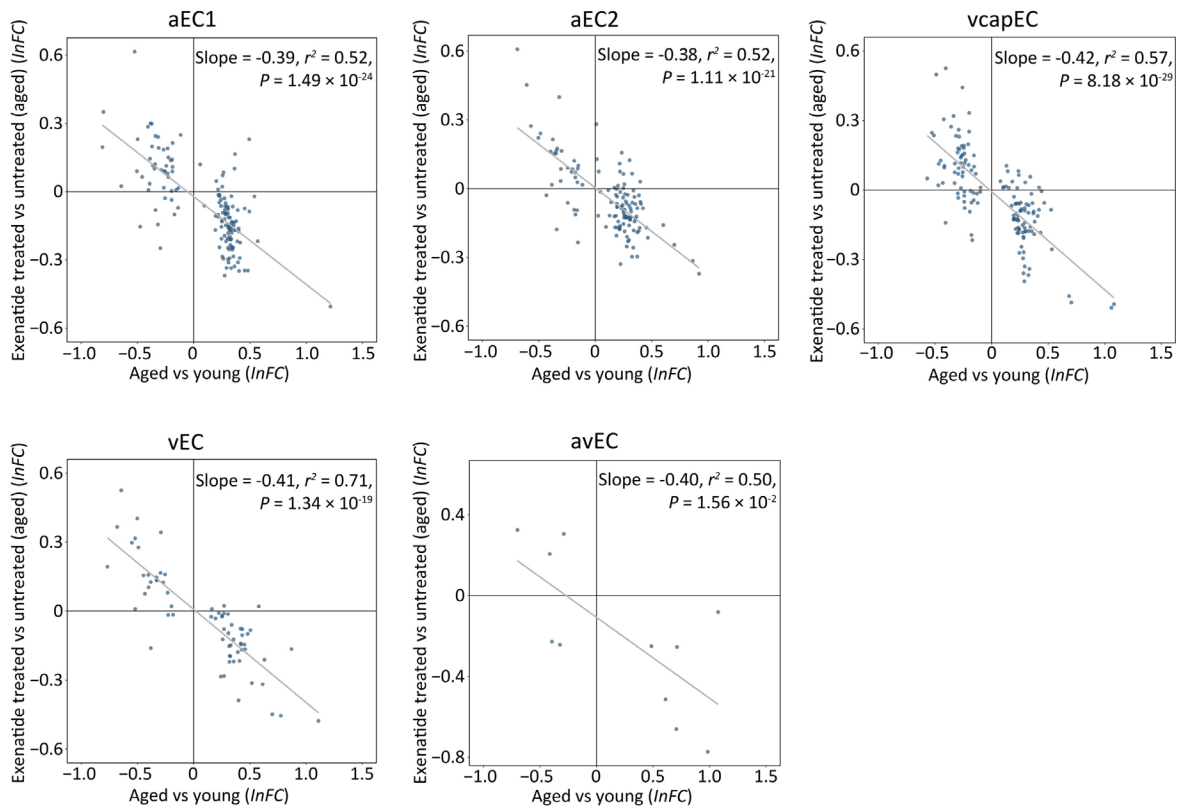 aEC1
Exenatide treated vs untreated (aged) (lnFC)
0.6
0.3
0
−0.3
−0.6
Slope = -0.39, r² = 0.52,
P = 1.49 × 10⁻²⁴
−1.0 −0.5 0 0.5 1.0 1.5
Aged vs young (lnFC)
aEC2
Exenatide treated vs untreated (aged) (lnFC)
0.6
0.3
0
−0.3
−0.6
Slope = -0.38, r² = 0.52,
P = 1.11 × 10⁻²¹
−1.0 −0.5 0 0.5 1.0 1.5
Aged vs young (lnFC)
vcapEC
Exenatide treated vs untreated (aged) (lnFC)
0.6
0.3
0
−0.3
−0.6
Slope = -0.42, r² = 0.57,
P = 8.18 × 10⁻²⁹
−1.0 −0.5 0 0.5 1.0 1.5
Aged vs young (lnFC)
vEC
Exenatide treated vs untreated (aged) (lnFC)
0.6
0.3
0
−0.3
−0.6
Slope = -0.41, r² = 0.71,
P = 1.34 × 10⁻¹⁹
−1.0 −0.5 0 0.5 1.0 1.5
Aged vs young (lnFC)
avEC
Exenatide treated vs untreated (aged) (lnFC)
0.4
0
−0.4
−0.8
Slope = -0.40, r² = 0.50,
P = 1.56 × 10⁻²
−1.0 −0.5 0 0.5 1.0 1.5
Aged vs young (lnFC)